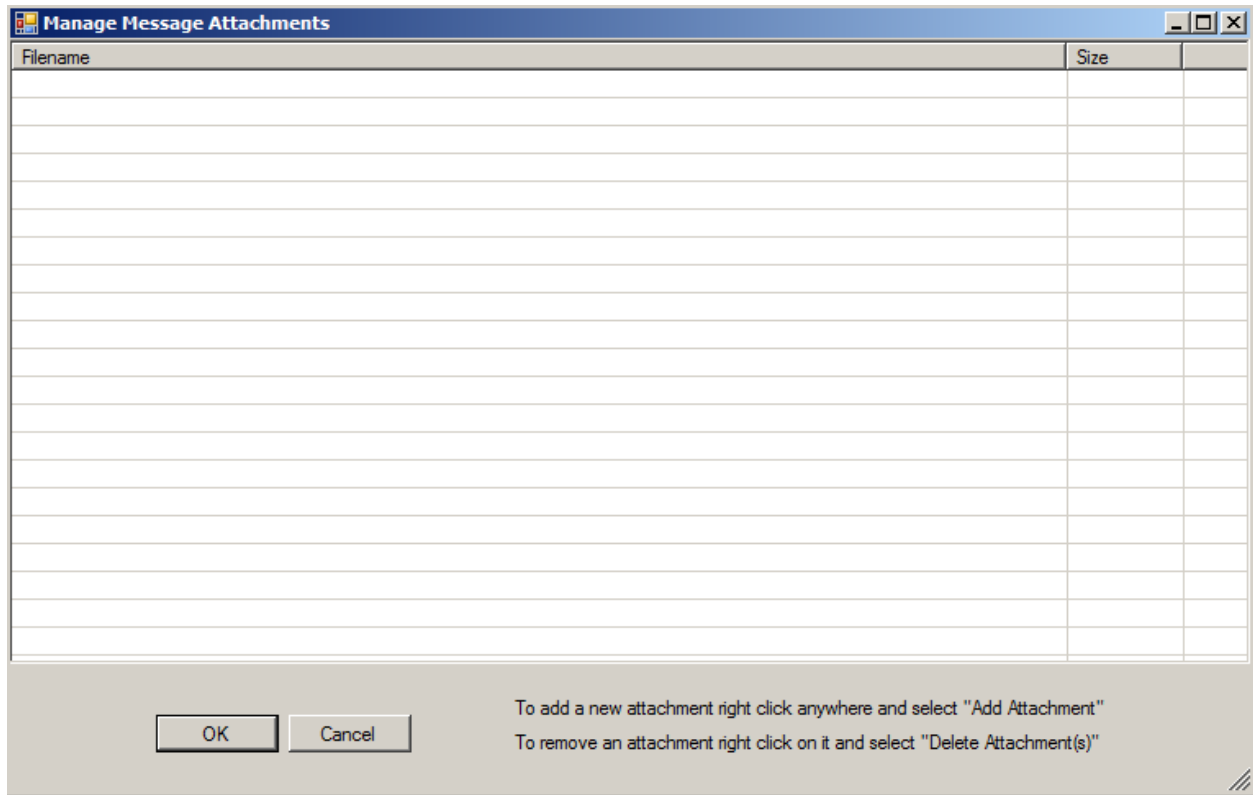 Manage Message Attachments
Filename Size
To add a new attachment right click anywhere and select "Add Attachment"
OK Cancel
To remove an attachment right click on it and select "Delete Attachment(s)"